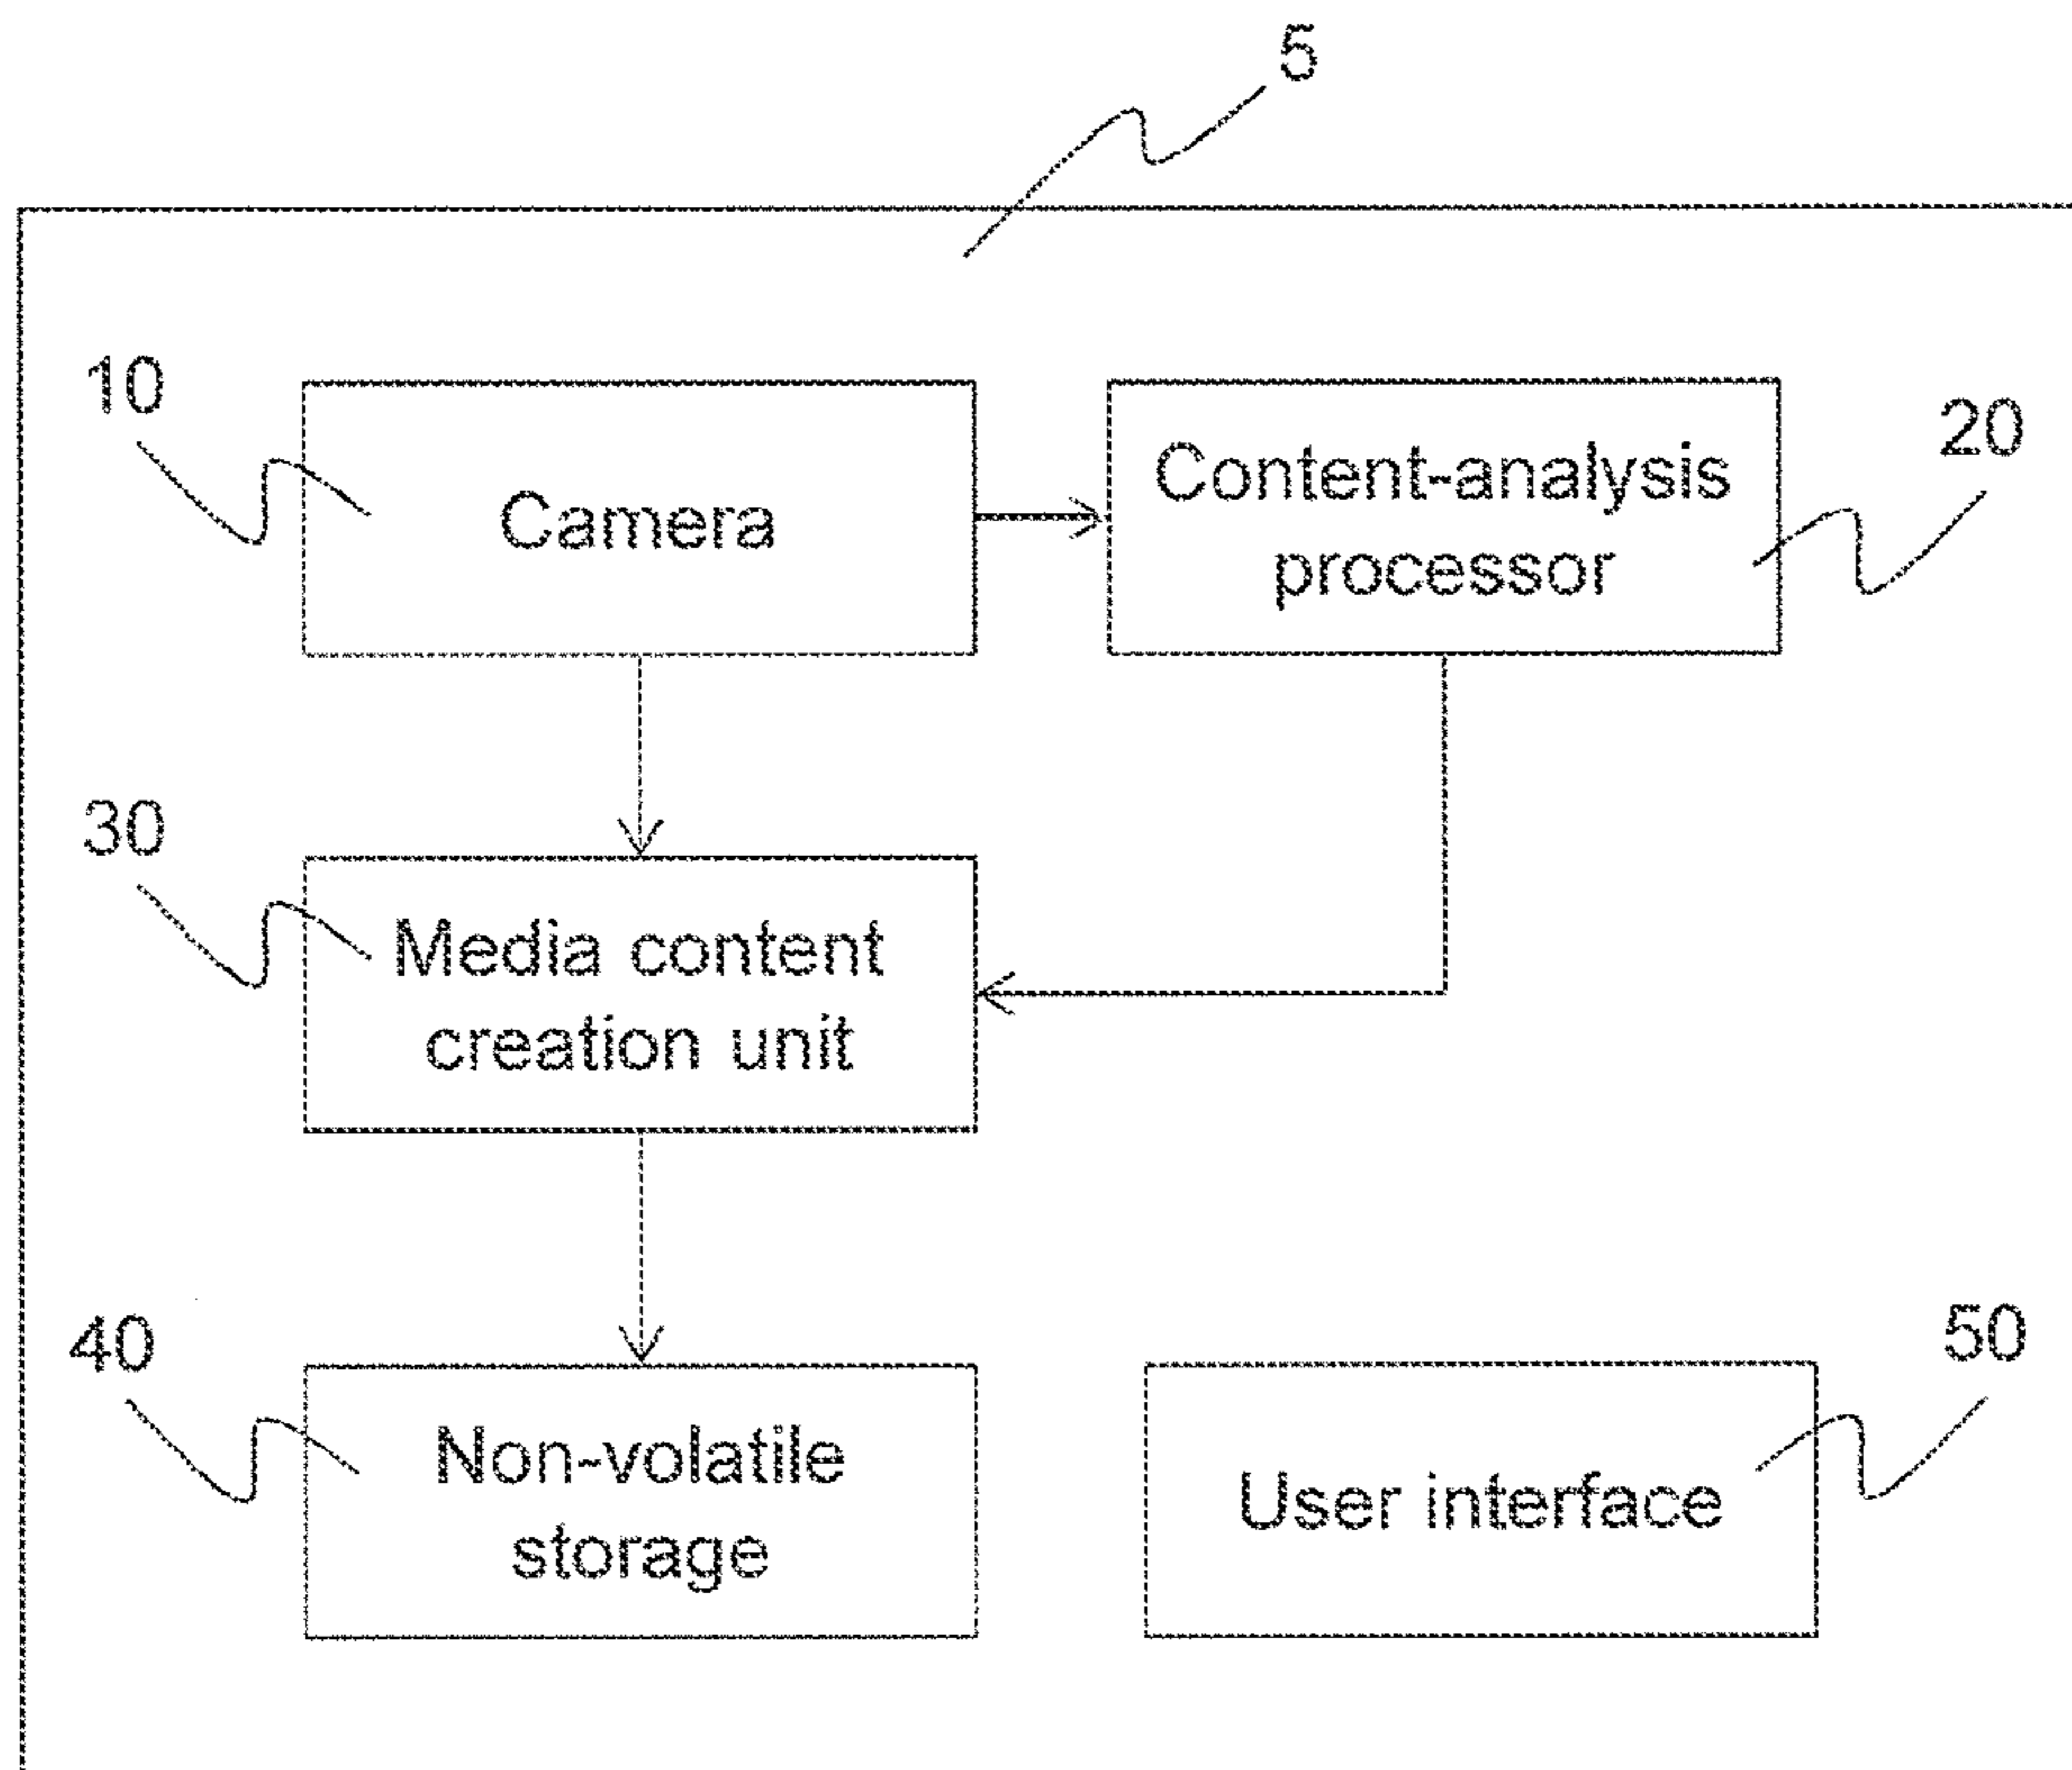 5
10
Camera
Content-analysis
processor
20
30
Media content
creation unit
40
Non-volatile
storage
User interface
50